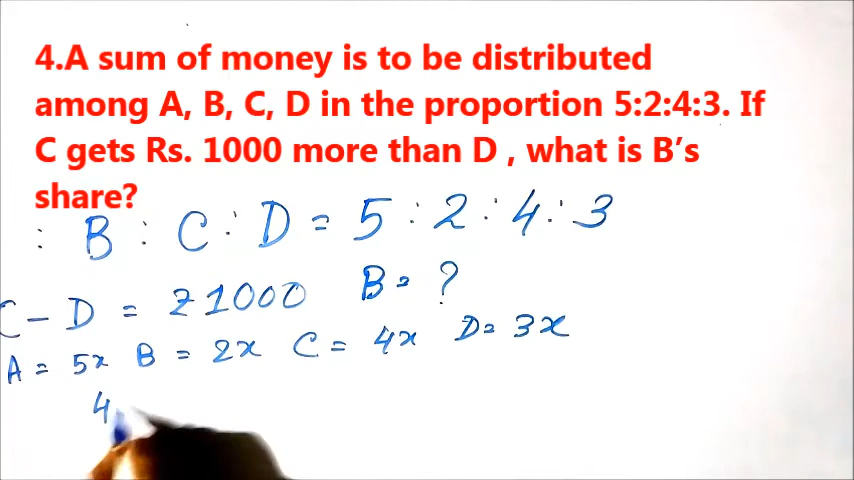 4.A sum of money is to be distributed
among A, B, C, D in the proportion 5:2:4:3. If
C gets Rs. 1000 more than D , what is B's
share?
: B : C : D = 5 : 2 : 4 : 3
C - D = ₹1000 B = ?
A = 5x B = 2x C = 4x D = 3x
4